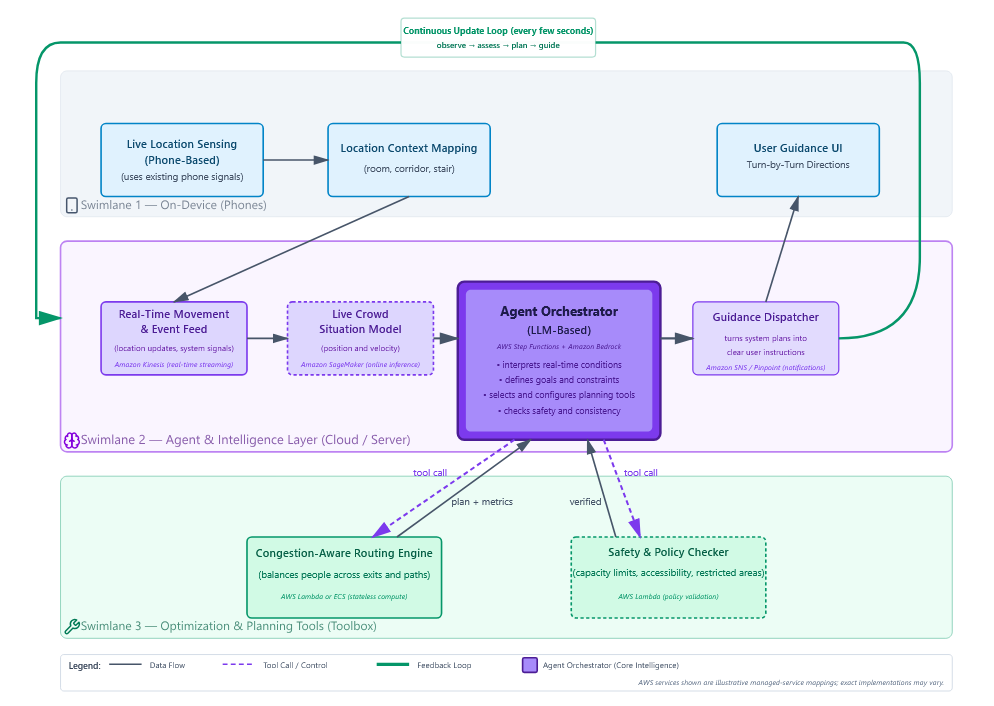 Continuous Update Loop (every few seconds)
observe → assess → plan → guide
Live Location Sensing
(Phone-Based)
(uses existing phone signals)
Location Context Mapping
(room, corridor, stair)
User Guidance UI
Turn-by-Turn Directions
Swimlane 1 — On-Device (Phones)
Real-Time Movement
& Event Feed
(location updates, system signals)
Amazon Kinesis (real-time streaming)
Live Crowd
Situation Model
(position and velocity)
Amazon SageMaker (online inference)
Agent Orchestrator
(LLM-Based)
AWS Step Functions + Amazon Bedrock
• interprets real-time conditions
• defines goals and constraints
• selects and configures planning tools
• checks safety and consistency
Guidance Dispatcher
turns system plans into
clear user instructions
Amazon SNS / Pinpoint (notifications)
Swimlane 2 — Agent & Intelligence Layer (Cloud / Server)
tool call
plan + metrics
verified
tool call
Congestion-Aware Routing Engine
(balances people across exits and paths)
AWS Lambda or ECS (stateless compute)
Safety & Policy Checker
(capacity limits, accessibility, restricted areas)
AWS Lambda (policy validation)
Swimlane 3 — Optimization & Planning Tools (Toolbox)
Legend:
Data Flow
Tool Call / Control
Feedback Loop
Agent Orchestrator (Core Intelligence)
AWS services shown are illustrative managed-service mappings; exact implementations may vary.